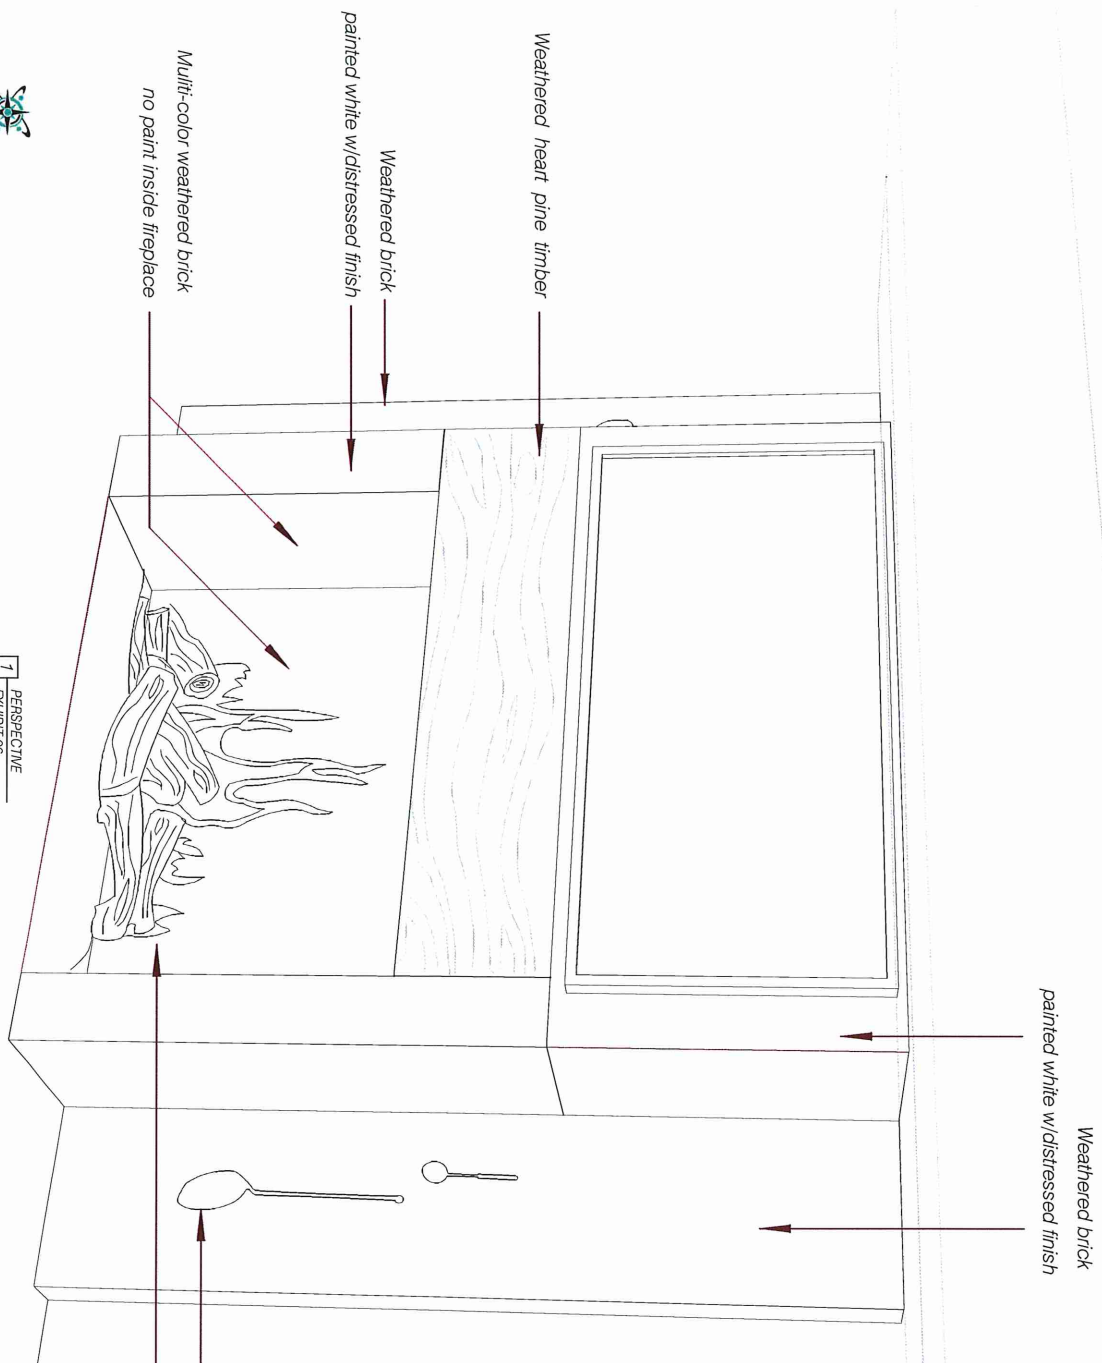 Weathered brick
painted white w/distressed finish
Weathered heart pine timber
Weathered brick
painted white w/distressed finish
Muliti-color weathered brick
no paint inside fireplace
1
PERSPECTIVE